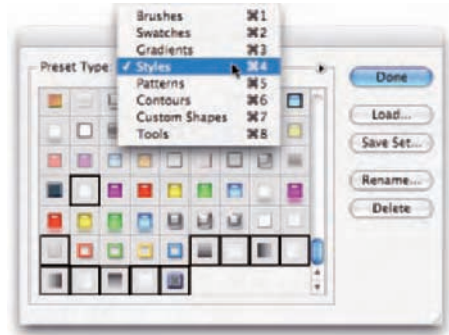 Brushes ⌘1
Swatches ⌘2
Gradients ⌘3
Preset Type: ✓ Styles ⌘4
Patterns ⌘5
Contours ⌘6
Custom Shapes ⌘7
Tools ⌘8
Done
Load...
Save Set...
Rename...
Delete